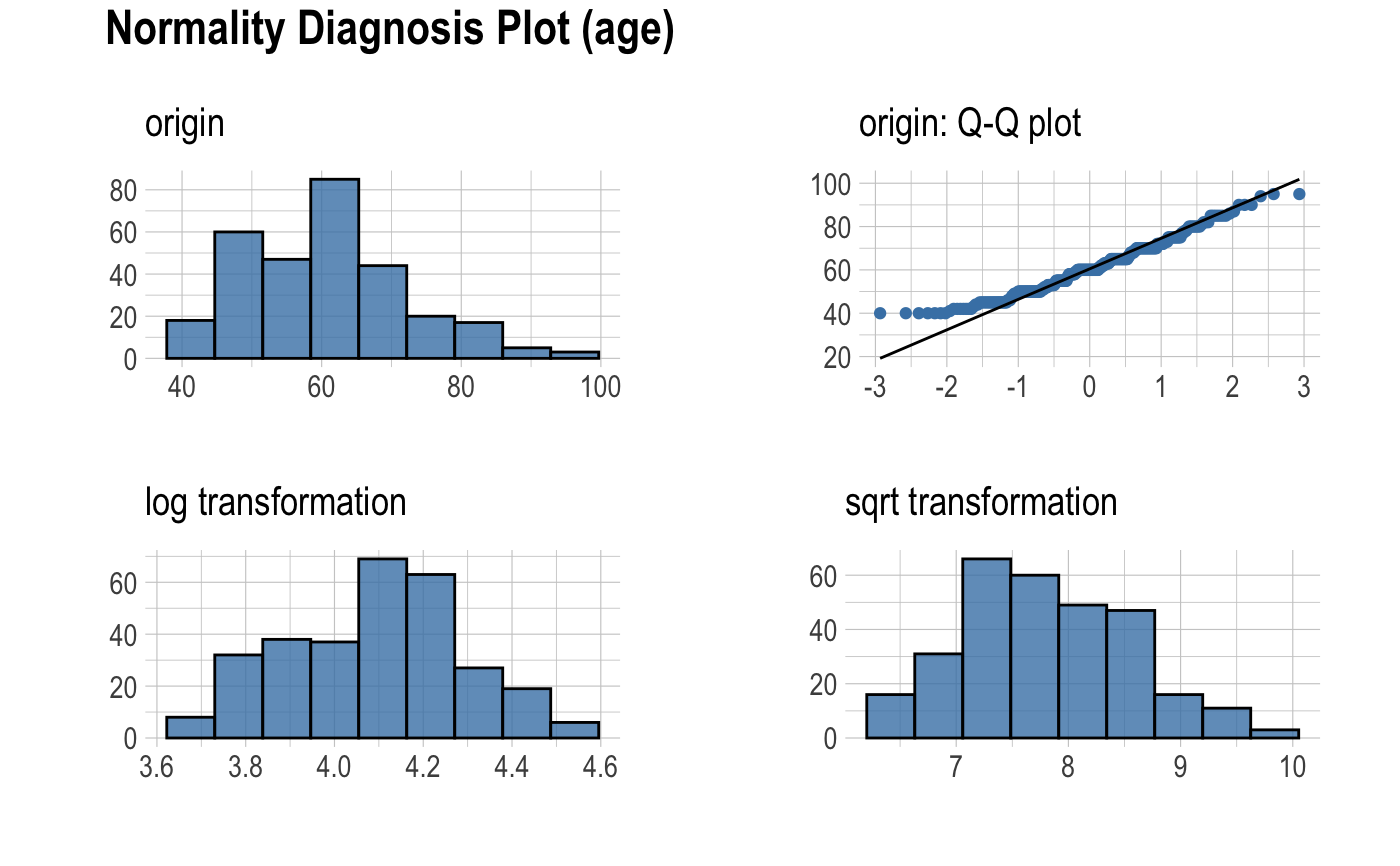 Normality Diagnosis Plot (age)
origin
80
60
40
20
0
40 60 80 100
origin: Q-Q plot
100
80
60
40
20
-3 -2 -1 0 1 2 3
log transformation
60
40
20
0
3.6 3.8 4.0 4.2 4.4 4.6
sqrt transformation
60
40
20
0
7 8 9 10